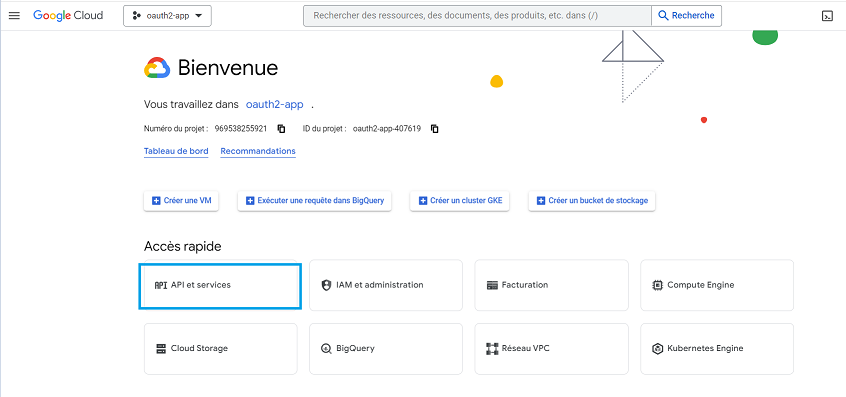 Google Cloud
oauth2-app
Rechercher des ressources, des documents, des produits, etc. dans (/)
Recherche
Bienvenue
Vous travaillez dans oauth2-app .
Numéro du projet : 969538255921 ID du projet : oauth2-app-407619
Tableau de bord Recommandations
Créer une VM Exécuter une requête dans BigQuery Créer un cluster GKE Créer un bucket de stockage
Accès rapide
API API et services IAM et administration Facturation Compute Engine
Cloud Storage BigQuery Réseau VPC Kubernetes Engine